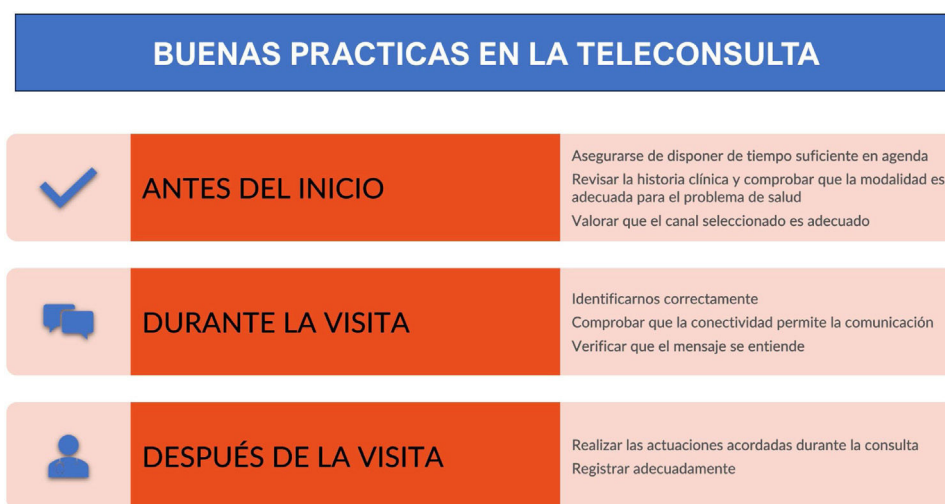 BUENAS PRACTICAS EN LA TELECONSULTA
ANTES DEL INICIO
Asegurarse de disponer de tiempo suficiente en agenda
Revisar la historia clínica y comprobar que la modalidad es
adecuada para el problema de salud
Valorar que el canal seleccionado es adecuado
DURANTE LA VISITA
Identificarnos correctamente
Comprobar que la conectividad permite la comunicación
Verificar que el mensaje se entiende
DESPUÉS DE LA VISITA
Realizar las actuaciones acordadas durante la consulta
Registrar adecuadamente